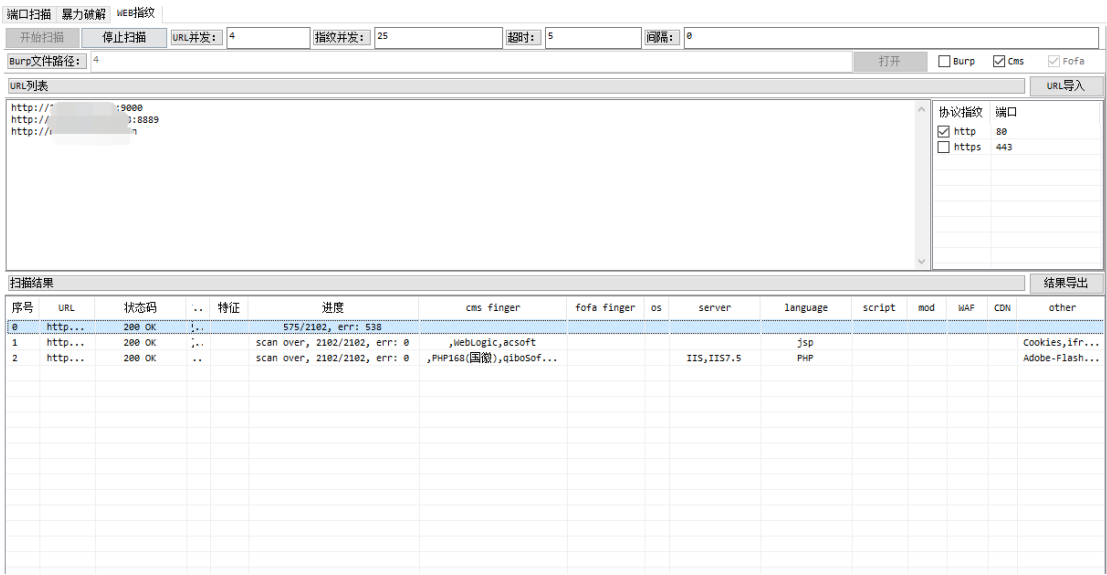 端口扫描 暴力破解 WEB指纹
开始扫描 停止扫描 URL并发: 4 指纹并发: 25 超时: 5 间隔: 0
Burp文件路径: 4 打开 Burp Cms Fofa
URL列表 URL导入
http:// :9000
http:// :8889
http://
协议指纹 端口
http 80
https 443
扫描结果 结果导出
序号 URL 状态码 .. 特征 进度 cms finger fofa finger os server language script mod WAF CDN other
0 http... 200 OK 575/2102, err: 538
1 http... 200 OK scan over, 2102/2102, err: 0 ,WebLogic,acsoft jsp Cookies,ifr...
2 http... 200 OK .. scan over, 2102/2102, err: 0 ,PHP168(国徽),qiboSof... IIS,IIS7.5 PHP Adobe-Flash...